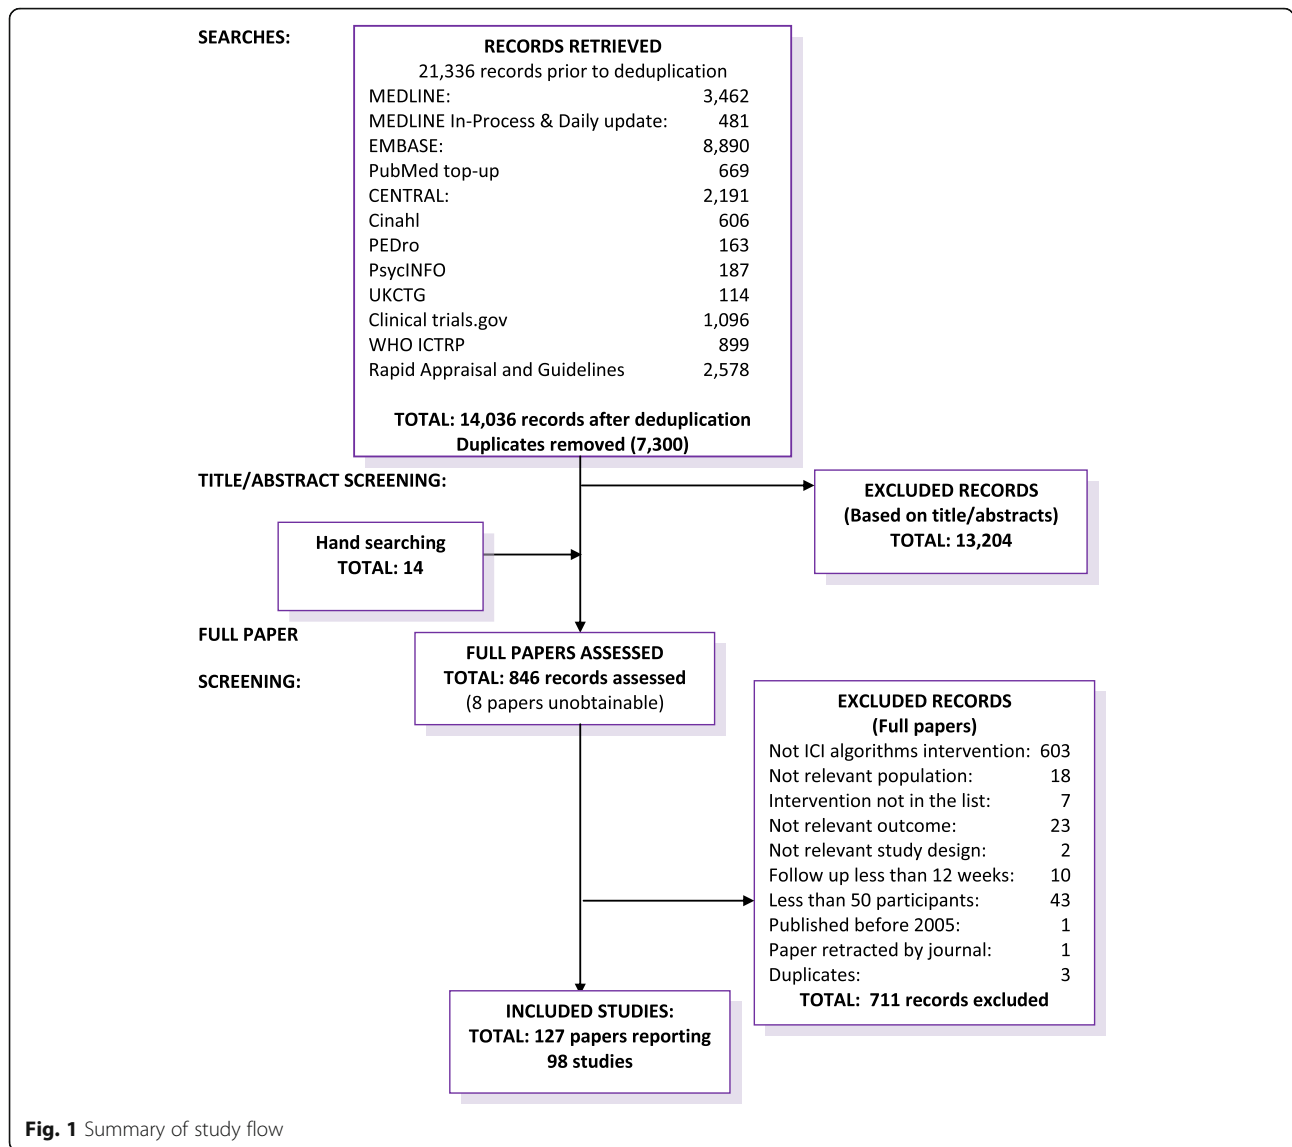 SEARCHES:
RECORDS RETRIEVED
21,336 records prior to deduplication
MEDLINE: 3,462
MEDLINE In-Process & Daily update: 481
EMBASE: 8,890
PubMed top-up 669
CENTRAL: 2,191
Cinahl 606
PEDro 163
PsycINFO 187
UKCTG 114
Clinical trials.gov 1,096
WHO ICTRP 899
Rapid Appraisal and Guidelines 2,578
TOTAL: 14,036 records after deduplication
Duplicates removed (7,300)
TITLE/ABSTRACT SCREENING:
EXCLUDED RECORDS
(Based on title/abstracts)
TOTAL: 13,204
Hand searching
TOTAL: 14
FULL PAPER
SCREENING:
FULL PAPERS ASSESSED
TOTAL: 846 records assessed
(8 papers unobtainable)
EXCLUDED RECORDS
(Full papers)
Not ICI algorithms intervention: 603
Not relevant population: 18
Intervention not in the list: 7
Not relevant outcome: 23
Not relevant study design: 2
Follow up less than 12 weeks: 10
Less than 50 participants: 43
Published before 2005: 1
Paper retracted by journal: 1
Duplicates: 3
TOTAL: 711 records excluded
INCLUDED STUDIES:
TOTAL: 127 papers reporting
98 studies
Fig. 1 Summary of study flow